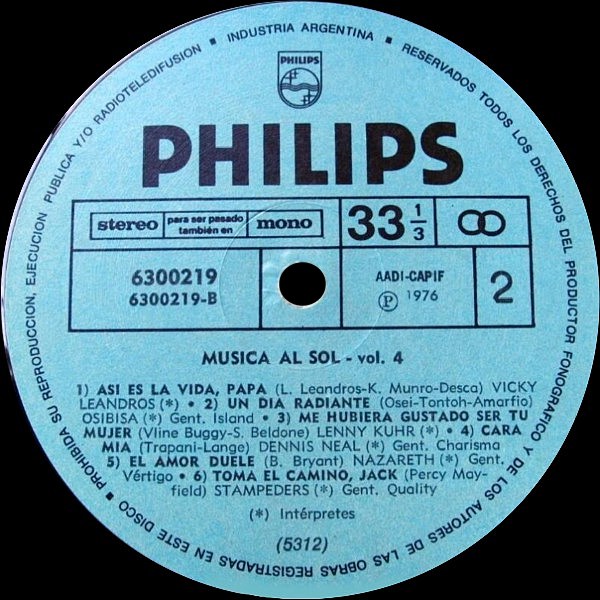 PROHIBIDA SU REPRODUCCION, EJECUCION PUBLICA Y/O RADIOTELEDIFUSION ▪ INDUSTRIA ARGENTINA ▪ RESERVADOS TODOS LOS DERECHOS DEL PRODUCTOR FONOGRAFICO Y DE LOS AUTORES DE LAS OBRAS REGISTRADAS EN ESTE DISCO ▪
PHILIPS
PHILIPS
stereo para ser pasado también en mono
33 1/3
6300219
6300219-B
AADI-CAPIF
Ⓟ 1976
2
MUSICA AL SOL - vol. 4
1) ASI ES LA VIDA, PAPA (L. Leandros-K. Munro-Desca) VICKY
LEANDROS (*) • 2) UN DIA RADIANTE (Osei-Tontoh-Amarfio)
OSIBISA (*) Gent. Island • 3) ME HUBIERA GUSTADO SER TU
MUJER (Vline Buggy-S. Beldone) LENNY KUHR (*) • 4) CARA
MIA (Trapani-Lange) DENNIS NEAL (*) Gent. Charisma
5) EL AMOR DUELE (B. Bryant) NAZARETH (*) Gent.
Vértigo • 6) TOMA EL CAMINO, JACK (Percy May-
field) STAMPEDERS (*) Gent. Quality
(*) Intérpretes
(5312)